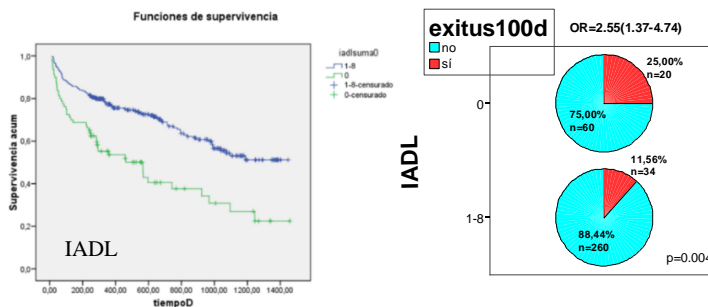 Funciones de supervivencia
Supervivencia acum
1,0
0,8
0,6
0,4
0,2
0,0
0,00
200,00
400,00
600,00
800,00
1000,00
1200,00
1400,00
tiempoD
IADL
iadlsuma0
1-8
0
1-8-censurado
0-censurado
exitus100d
no
sí
OR=2.55(1.37-4.74)
IADL
0
25,00%
n=20
75,00%
n=60
1-8
11,56%
n=34
88,44%
n=260
p=0.004